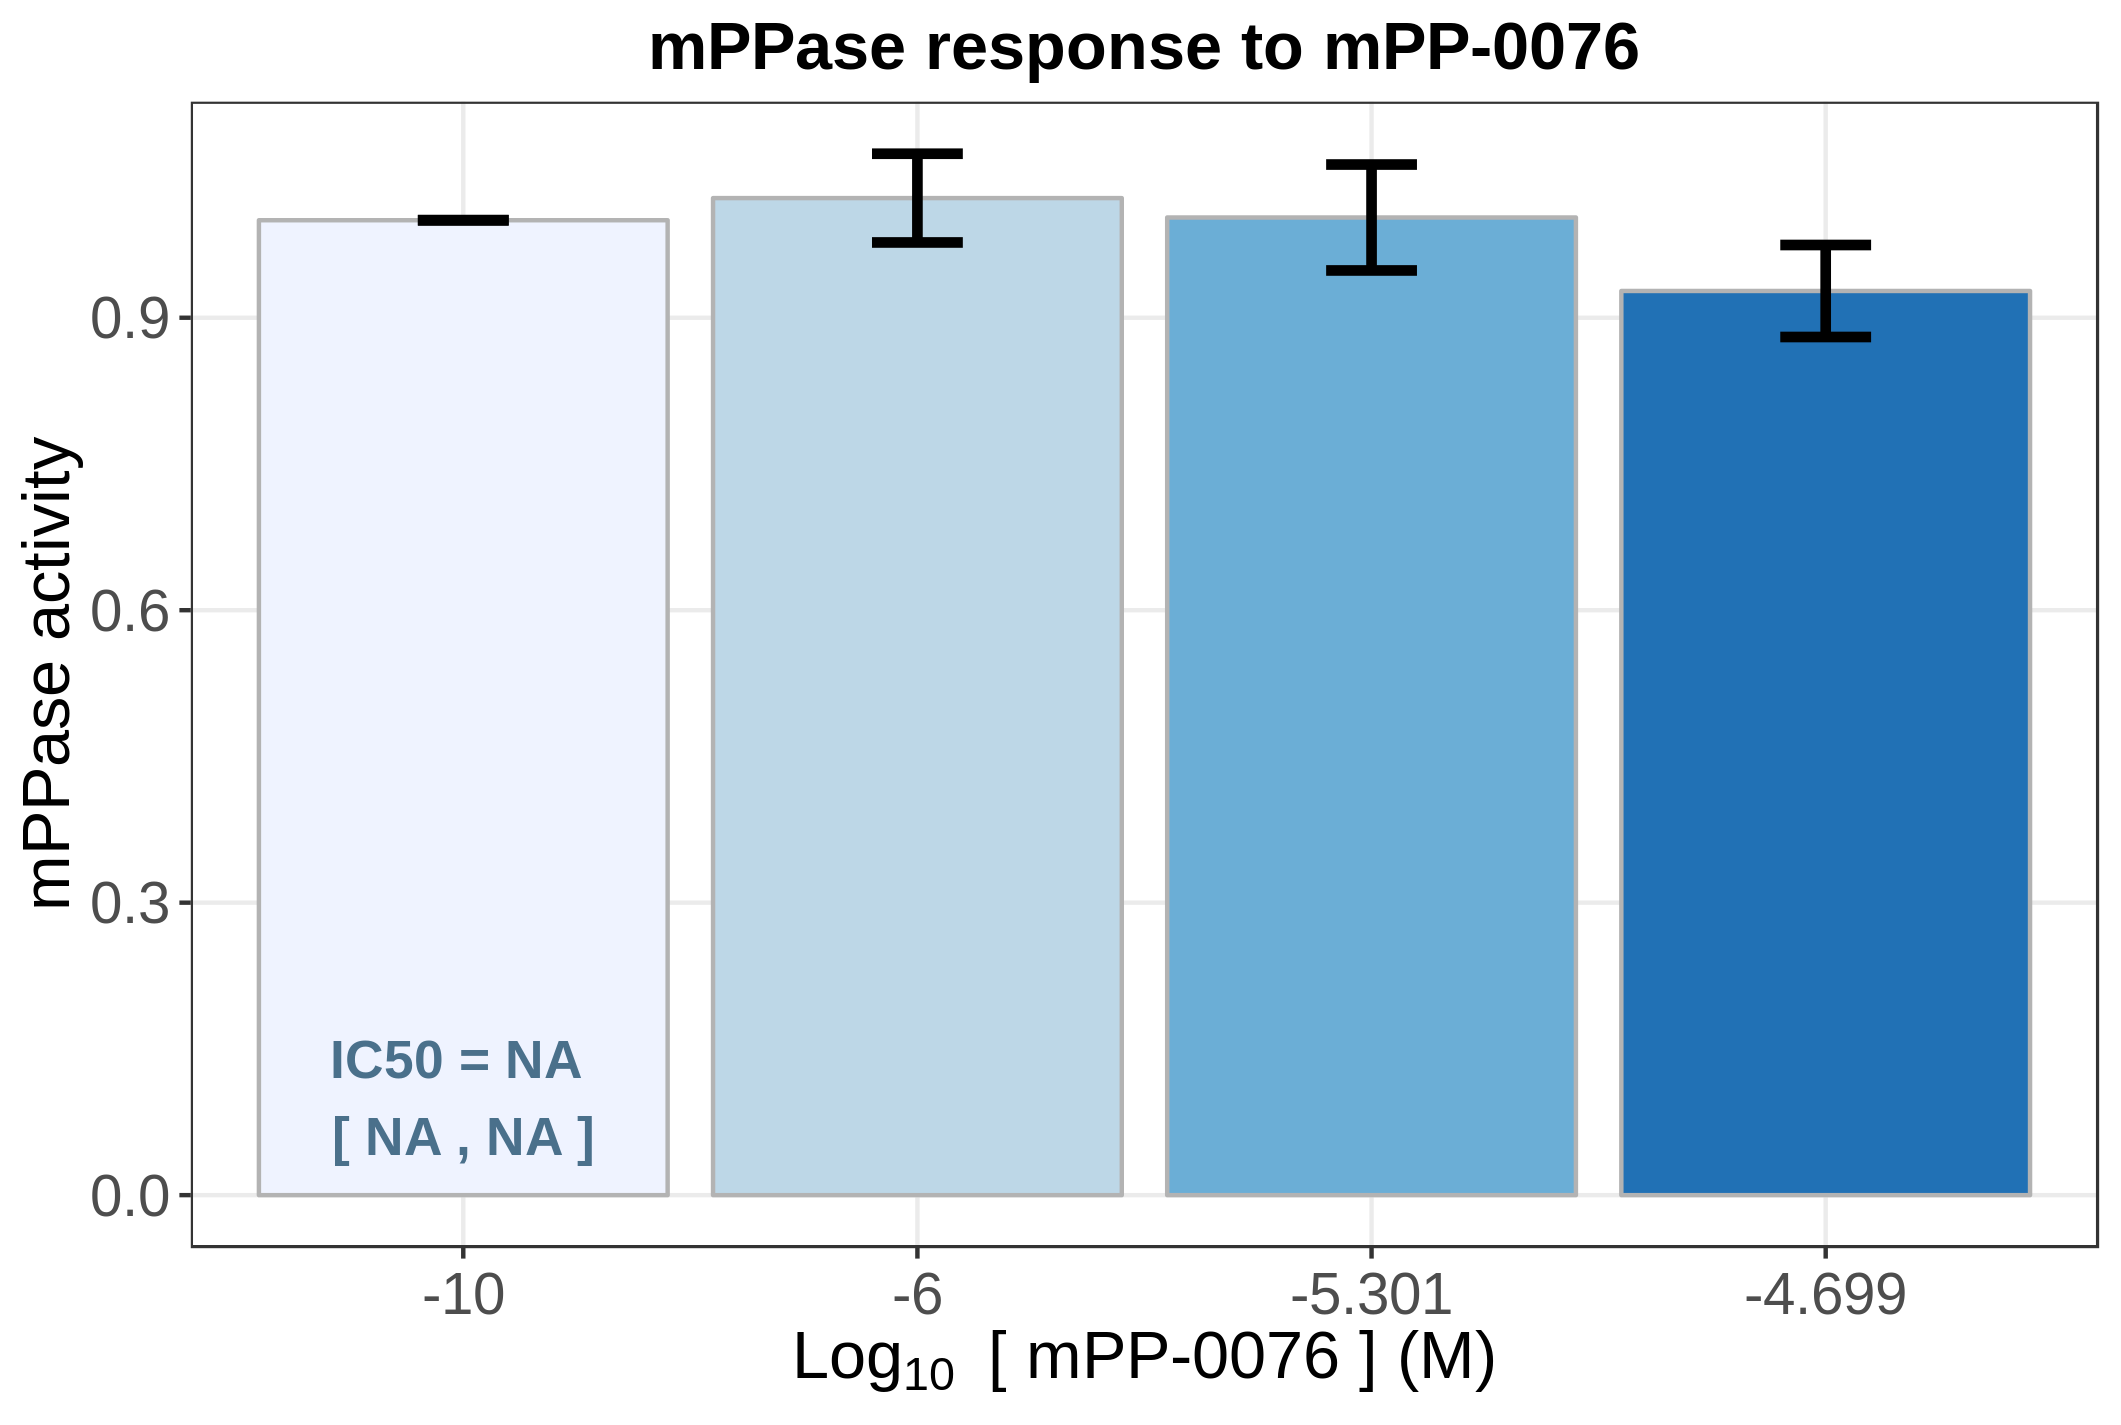 mPPase response to mPP-0076
mPPase activity
0.9
0.6
0.3
0.0
IC50 = NA
[ NA , NA ]
-10
-6
-5.301
-4.699
Log10 [ mPP-0076 ] (M)